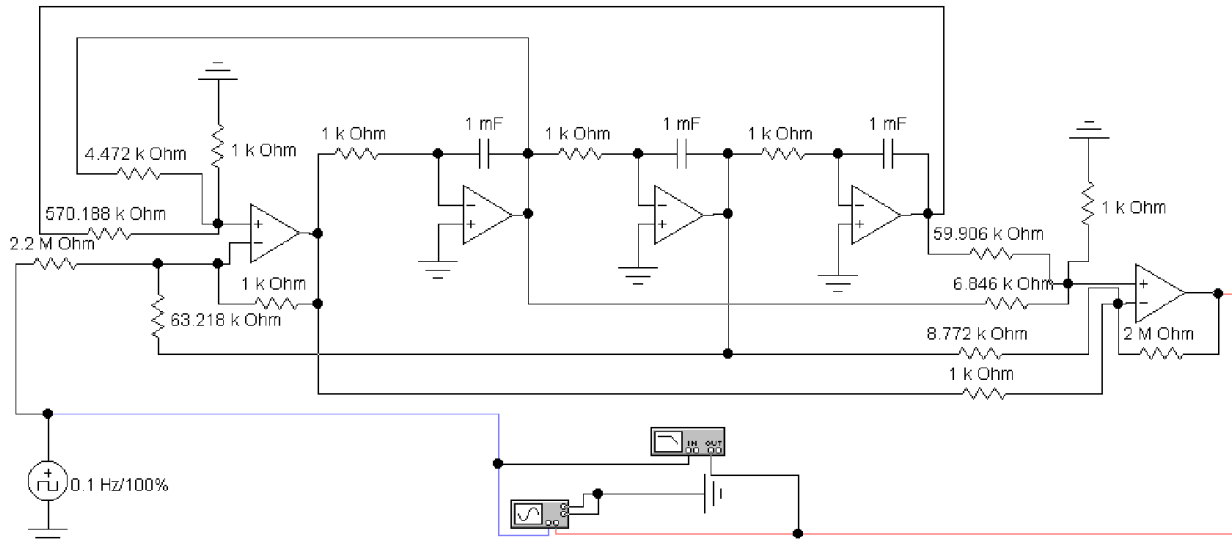 1 k Ohm
1 mF
1 k Ohm
1 mF
1 k Ohm
1 mF
4.472 k Ohm
1 k Ohm
570.188 k Ohm
1 k Ohm
2.2 M Ohm
59.906 k Ohm
1 k Ohm
6.846 k Ohm
63.218 k Ohm
8.772 k Ohm
2 M Ohm
1 k Ohm
IN OUT
0.1 Hz/100%